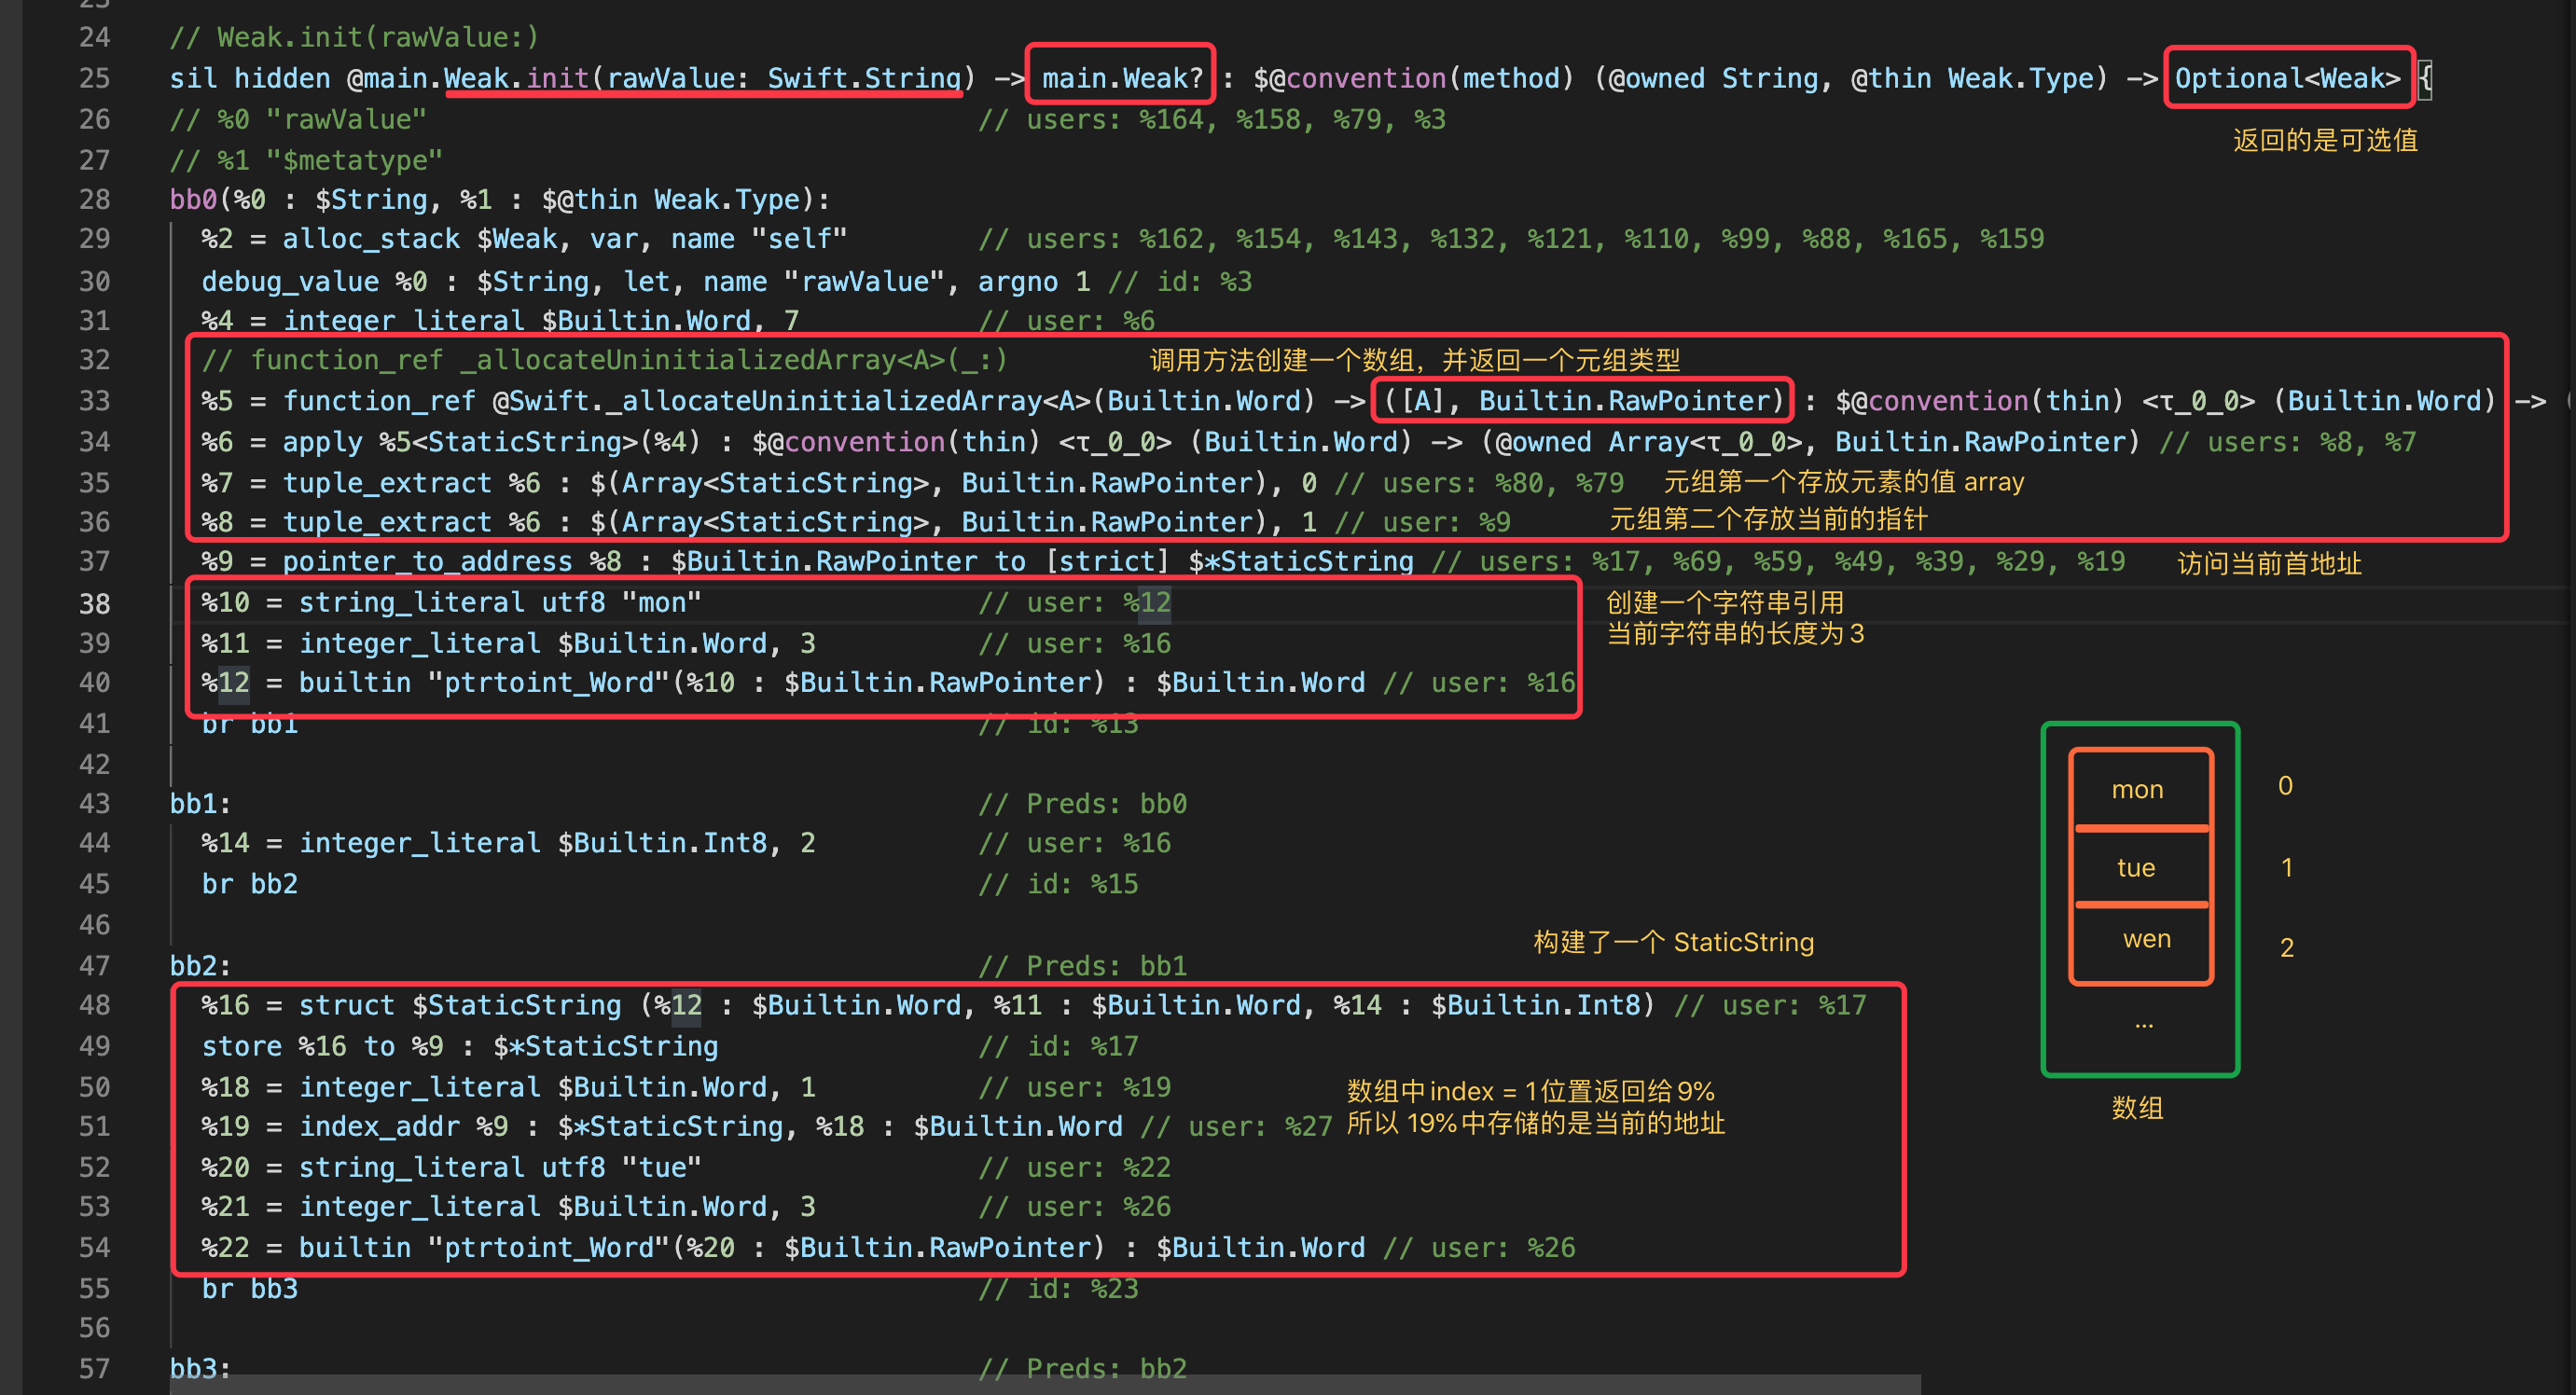 24 // Weak.init(rawValue:)
25 sil hidden @main.Weak.init(rawValue: Swift.String) -> main.Weak? : $@convention(method) (@owned String, @thin Weak.Type) -> Optional<Weak> {
26 // %0 "rawValue" // users: %164, %158, %79, %3
返回的是可选值
27 // %1 "$metatype"
28 bb0(%0 : $String, %1 : $@thin Weak.Type):
29 %2 = alloc_stack $Weak, var, name "self" // users: %162, %154, %143, %132, %121, %110, %99, %88, %165, %159
30 debug_value %0 : $String, let, name "rawValue", argno 1 // id: %3
31 %4 = integer_literal $Builtin.Word, 7 // user: %6
32 // function_ref _allocateUninitializedArray<A>(_:) 调用方法创建一个数组，并返回一个元组类型
33 %5 = function_ref @Swift._allocateUninitializedArray<A>(Builtin.Word) -> ([A], Builtin.RawPointer) : $@convention(thin) <τ_0_0> (Builtin.Word) -> (
34 %6 = apply %5<StaticString>(%4) : $@convention(thin) <τ_0_0> (Builtin.Word) -> (@owned Array<τ_0_0>, Builtin.RawPointer) // users: %8, %7
35 %7 = tuple_extract %6 : $(Array<StaticString>, Builtin.RawPointer), 0 // users: %80, %79 元组第一个存放元素的值 array
36 %8 = tuple_extract %6 : $(Array<StaticString>, Builtin.RawPointer), 1 // user: %9 元组第二个存放当前的指针
37 %9 = pointer_to_address %8 : $Builtin.RawPointer to [strict] $*StaticString // users: %17, %69, %59, %49, %39, %29, %19 访问当前首地址
38 %10 = string_literal utf8 "mon" // user: %12 创建一个字符串引用
39 %11 = integer_literal $Builtin.Word, 3 // user: %16 当前字符串的长度为3
40 %12 = builtin "ptrtoint_Word"(%10 : $Builtin.RawPointer) : $Builtin.Word // user: %16
41 br bb1 // id: %13
42
43 bb1: // Preds: bb0
mon 0
44 %14 = integer_literal $Builtin.Int8, 2 // user: %16
tue 1
45 br bb2 // id: %15
46
构建了一个 StaticString
wen 2
47 bb2: // Preds: bb1
48 %16 = struct $StaticString (%12 : $Builtin.Word, %11 : $Builtin.Word, %14 : $Builtin.Int8) // user: %17
...
49 store %16 to %9 : $*StaticString // id: %17
50 %18 = integer_literal $Builtin.Word, 1 // user: %19 数组中index = 1位置返回给9%
数组
51 %19 = index_addr %9 : $*StaticString, %18 : $Builtin.Word // user: %27 所以 19%中存储的是当前的地址
52 %20 = string_literal utf8 "tue" // user: %22
53 %21 = integer_literal $Builtin.Word, 3 // user: %26
54 %22 = builtin "ptrtoint_Word"(%20 : $Builtin.RawPointer) : $Builtin.Word // user: %26
55 br bb3 // id: %23
56
57 bb3: // Preds: bb2